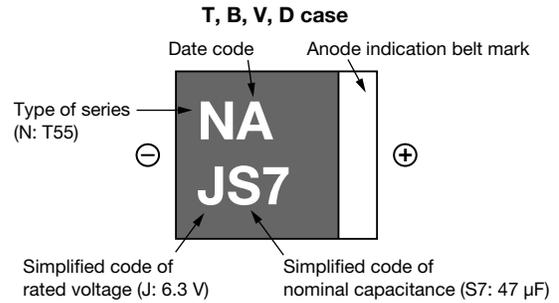 T, B, V, D case
Date code
Anode indication belt mark
Type of series
(N: T55)
NA
⊖
⊕
JS7
Simplified code of
rated voltage (J: 6.3 V)
Simplified code of
nominal capacitance (S7: 47 μF)